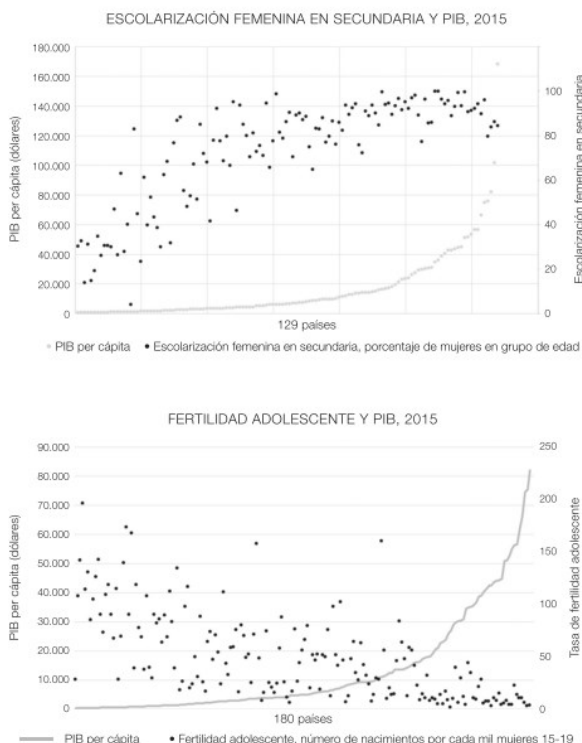 ESCOLARIZACIÓN FEMENINA EN SECUNDARIA Y PIB, 2015
PIB per cápita (dólares)
180.000
160.000
140.000
120.000
100.000
80.000
60.000
40.000
20.000
0
100
80
60
40
20
0
Escolarización femenina en secundaria
129 países
PIB per cápita
Escolarización femenina en secundaria, porcentaje de mujeres en grupo de edad
FERTILIDAD ADOLESCENTE Y PIB, 2015
PIB per cápita (dólares)
90.000
80.000
70.000
60.000
50.000
40.000
30.000
20.000
10.000
0
250
200
150
100
50
0
Tasa de fertilidad adolescente
180 países
PIB per cápita
Fertilidad adolescente, número de nacimientos por cada mil mujeres 15-19